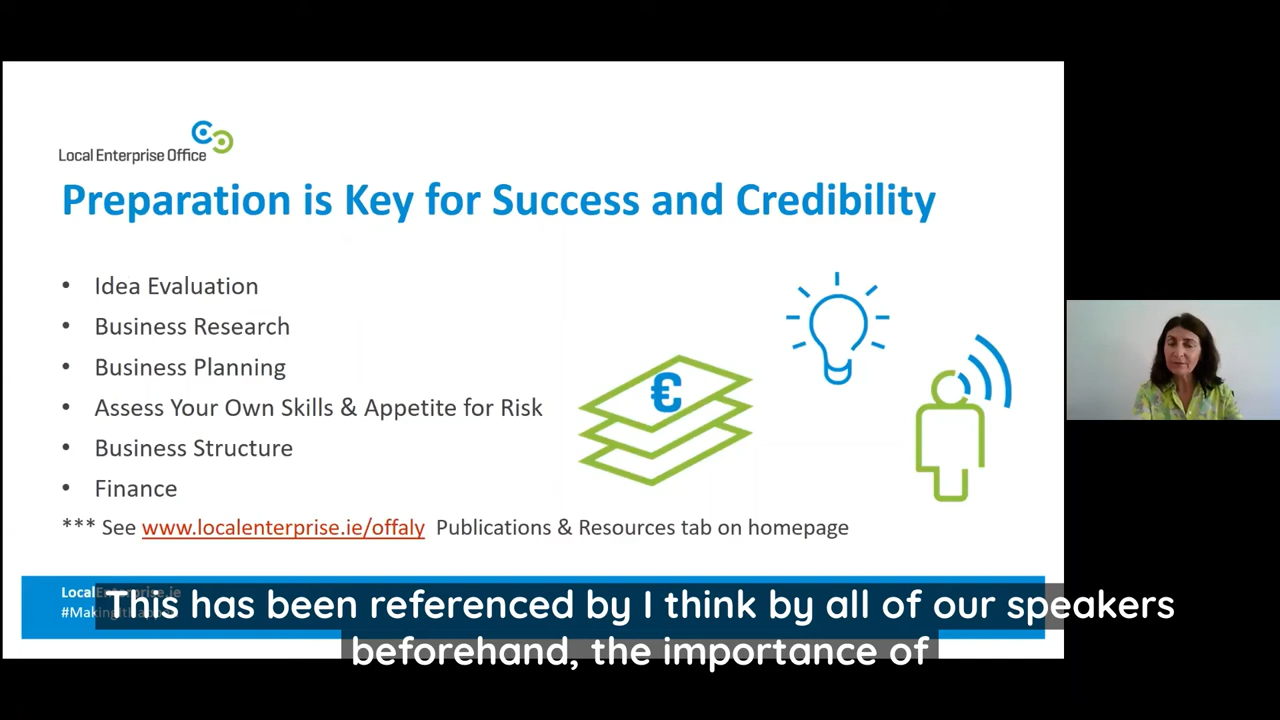 Local Enterprise Office
Preparation is Key for Success and Credibility
• Idea Evaluation
• Business Research
• Business Planning
• Assess Your Own Skills & Appetite for Risk
• Business Structure
• Finance
€
*** See www.localenterprise.ie/offaly Publications & Resources tab on homepage
LocalEnterprise.ie
This has been referenced by I think by all of our speakers
beforehand, the importance of